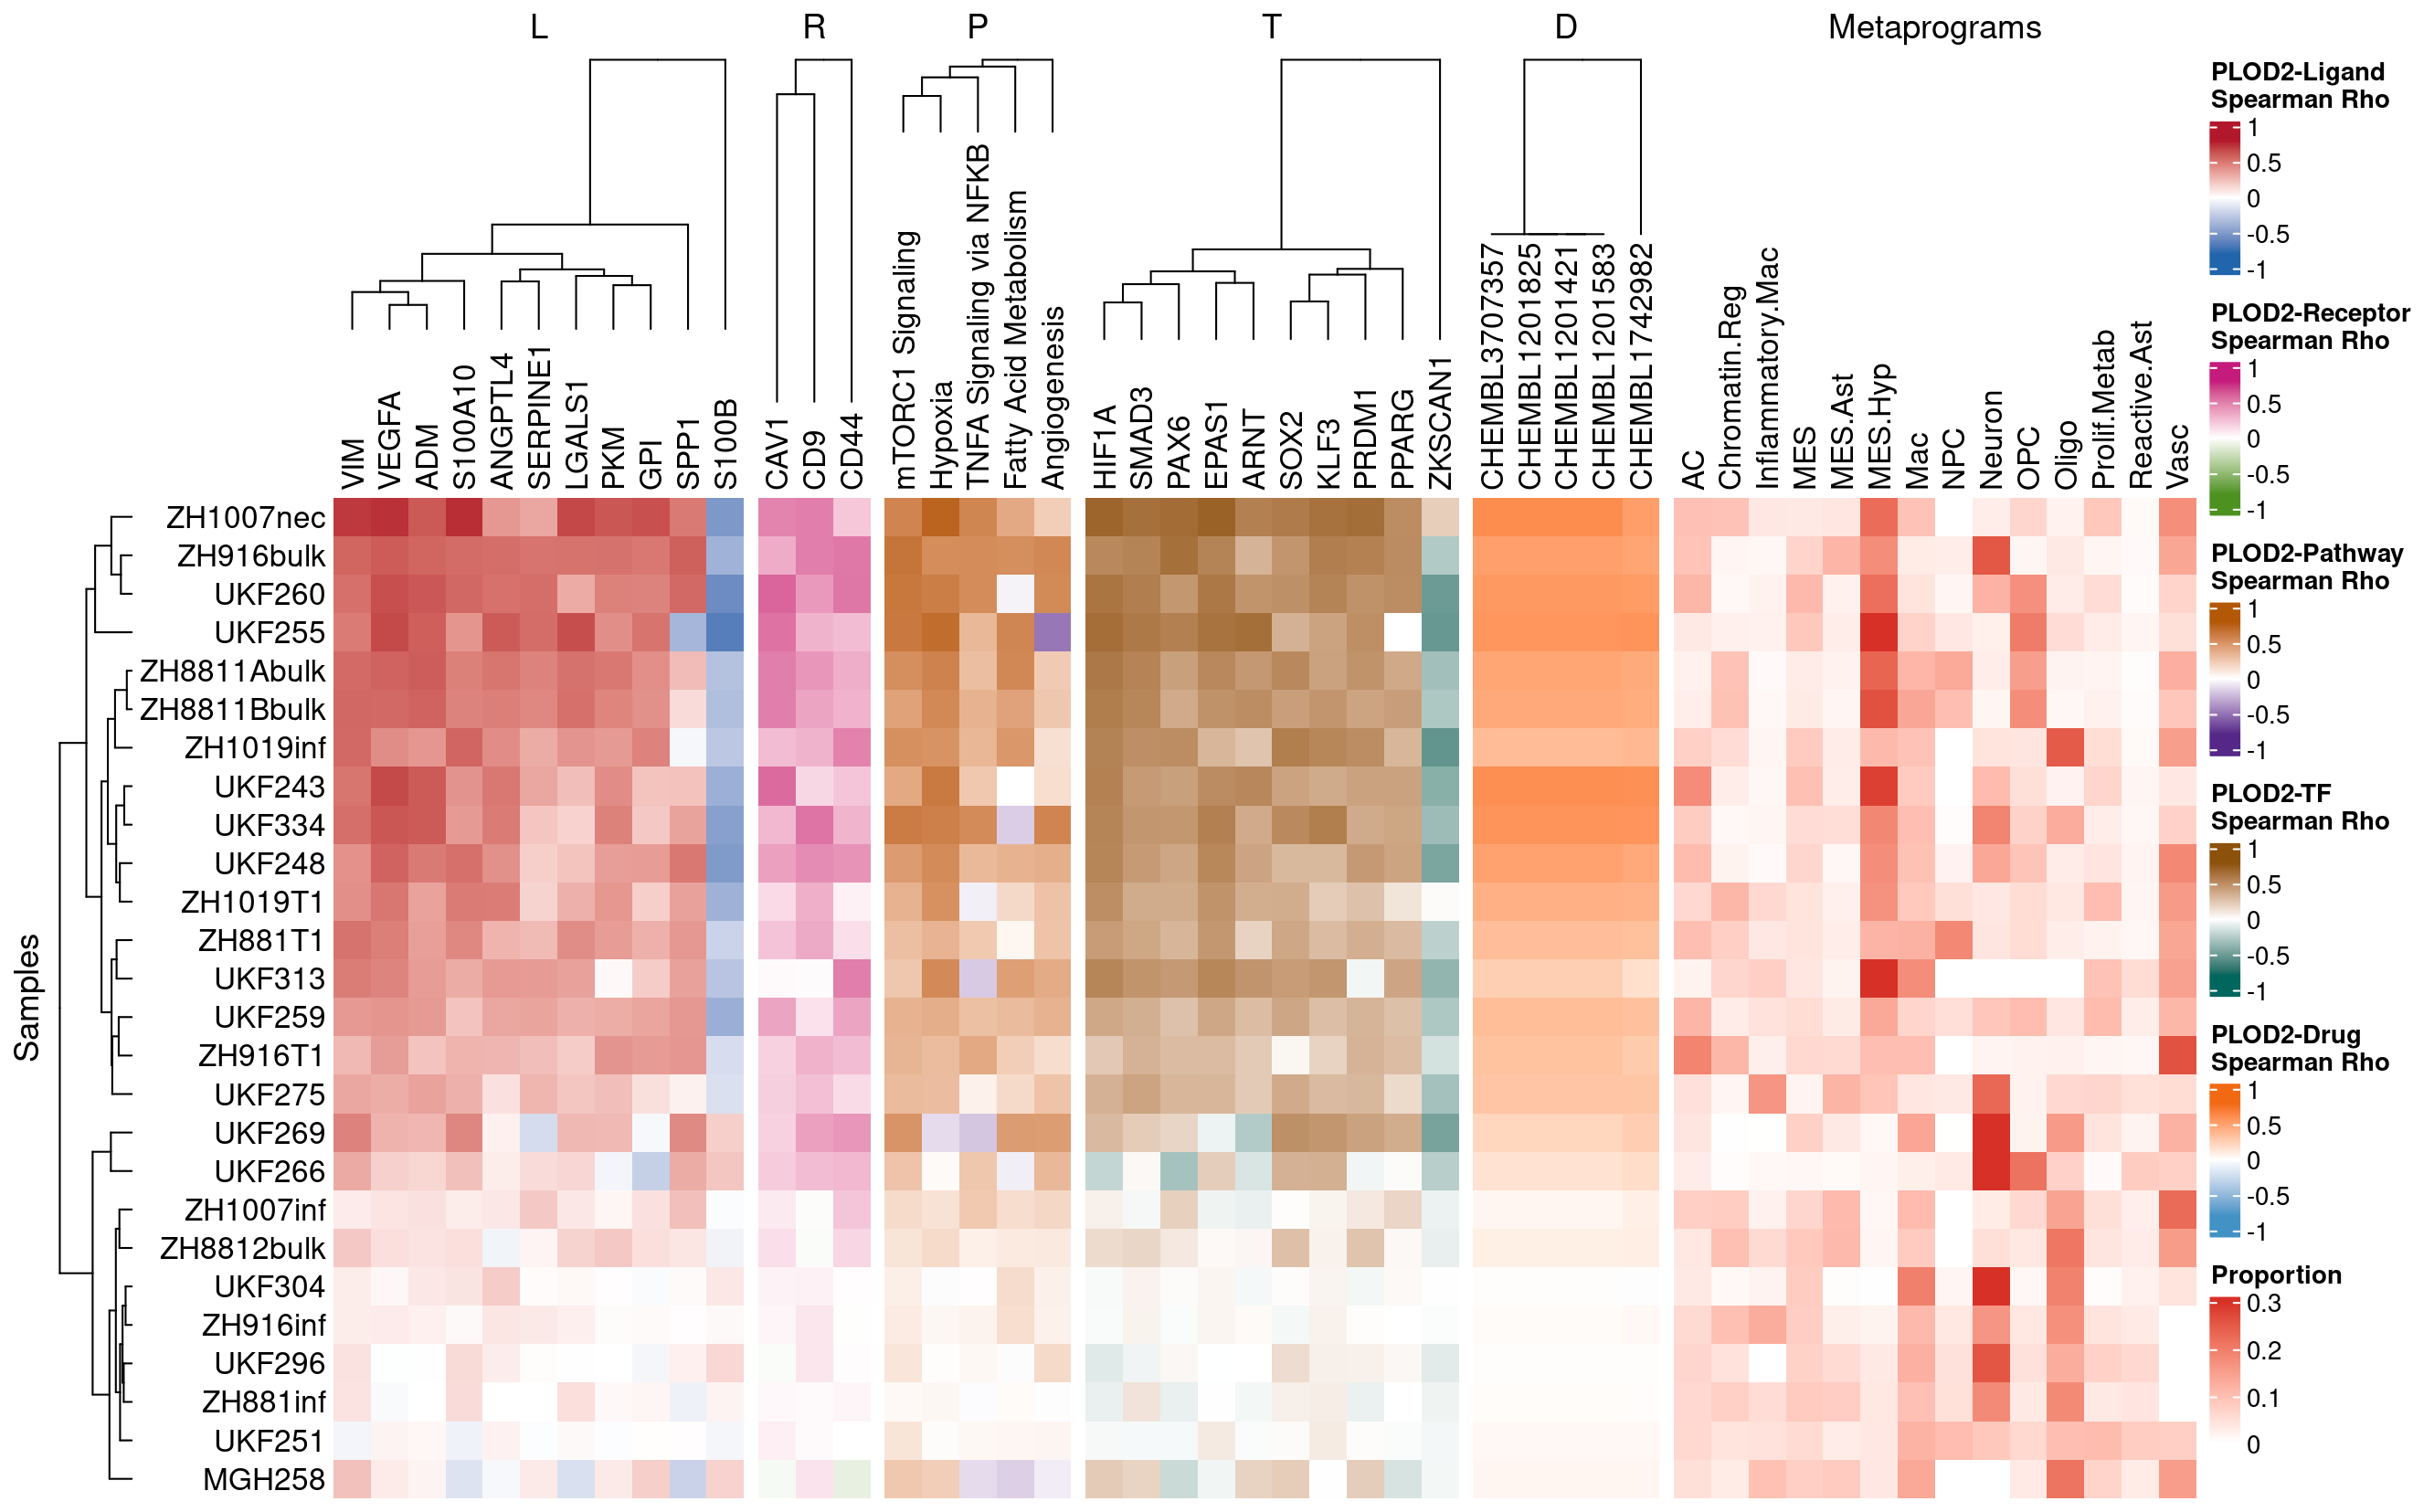 L
R
P
T
D
Metaprograms
VIM
VEGFA
ADM
S100A10
ANGPTL4
SERPINE1
LGALS1
PKM
GPI
SPP1
S100B
CAV1
CD9
CD44
mTORC1 Signaling
Hypoxia
TNFA Signaling via NFKB
Fatty Acid Metabolism
Angiogenesis
HIF1A
SMAD3
PAX6
EPAS1
ARNT
SOX2
KLF3
PRDM1
PPARG
ZKSCAN1
CHEMBL3707357
CHEMBL1201825
CHEMBL1201421
CHEMBL1201583
CHEMBL1742982
AC
Chromatin.Reg
Inflammatory.Mac
MES
MES.Ast
MES.Hyp
Mac
NPC
Neuron
OPC
Oligo
Prolif.Metab
Reactive.Ast
Vasc
Samples
ZH1007nec
ZH916bulk
UKF260
UKF255
ZH8811Abulk
ZH8811Bbulk
ZH1019inf
UKF243
UKF334
UKF248
ZH1019T1
ZH881T1
UKF313
UKF259
ZH916T1
UKF275
UKF269
UKF266
ZH1007inf
ZH8812bulk
UKF304
ZH916inf
UKF296
ZH881inf
UKF251
MGH258
PLOD2-Ligand
Spearman Rho
1
0.5
0
-0.5
-1
PLOD2-Receptor
Spearman Rho
1
0.5
0
-0.5
-1
PLOD2-Pathway
Spearman Rho
1
0.5
0
-0.5
-1
PLOD2-TF
Spearman Rho
1
0.5
0
-0.5
-1
PLOD2-Drug
Spearman Rho
1
0.5
0
-0.5
-1
Proportion
0.3
0.2
0.1
0